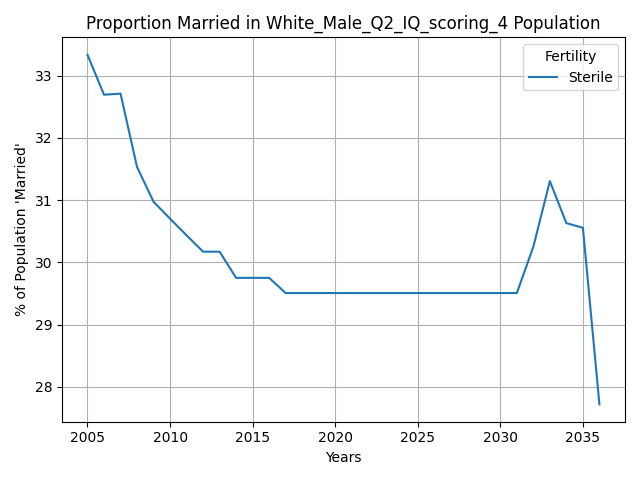 Proportion Married in White_Male_Q2_IQ_scoring_4 Population
Fertility
Sterile
% of Population 'Married'
33
32
31
30
29
28
2005 2010 2015 2020 2025 2030 2035
Years